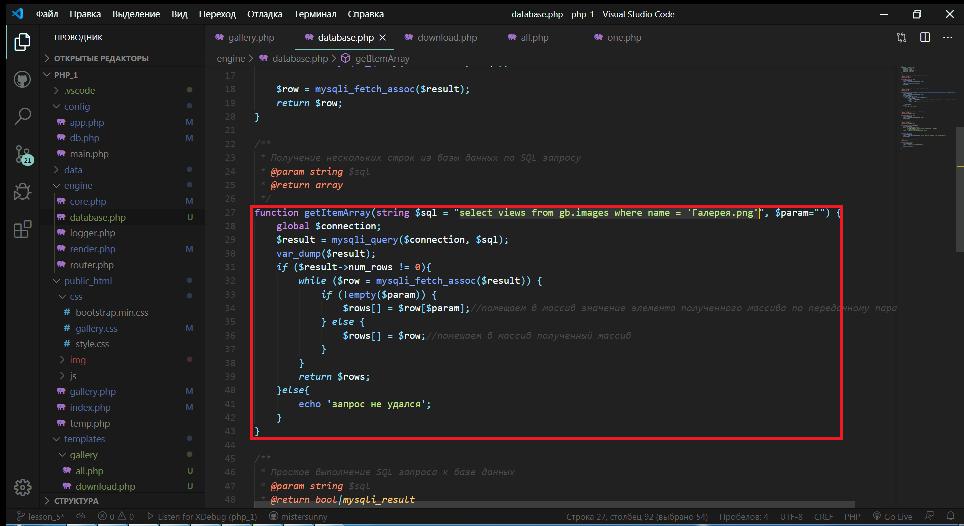 Файл Правка Выделение Вид Переход Отладка Терминал Справка
database.php - php-1 - Visual Studio Code
ПРОВОДНИК
ОТКРЫТЫЕ РЕДАКТОРЫ
PHP_1
.vscode
config
app.php M
db.php M
main.php
data
engine
core.php M
database.php U
logger.php
render.php M
router.php
public_html
css
bootstrap.min.css
gallery.css M
style.css
img
js
gallery.php M
index.php M
temp.php
templates
gallery
all.php U
download.php U
СТРУКТУРА
21
gallery.php database.php download.php all.php one.php
engine > database.php > getItemArray
17
18 $row = mysqli_fetch_assoc($result);
19 return $row;
20 }
21
22 /**
23 * Получение нескольких строк из базы данных по SQL запросу
24 * @param string $sql
25 * @return array
26 */
27 function getItemArray(string $sql = "select views from gb.images where name = 'Галерея.png'", $param="") {
28 global $connection;
29 $result = mysqli_query($connection, $sql);
30 var_dump($result);
31 if ($result->num_rows != 0){
32 while ($row = mysqli_fetch_assoc($result)) {
33 if (!empty($param)) {
34 $rows[] = $row[$param];//помещаем в массив значение элемента полученного массива по переданному пара
35 } else {
36 $rows[] = $row;//помещаем в массив полученный массив
37 }
38 }
39 return $rows;
40 }else{
41 echo 'запрос не удался';
42 }
43 }
44
45 /**
46 * Простое выполнение SQL запроса к базе данных
47 * @param string $sql
48 * @return bool|mysqli_result
lesson_5* 0 0 Listen for XDebug (php_1) mistersunny Строка 27, столбец 92 (выбрано 54) Пробелов: 4 UTF-8 CRLF PHP Go Live